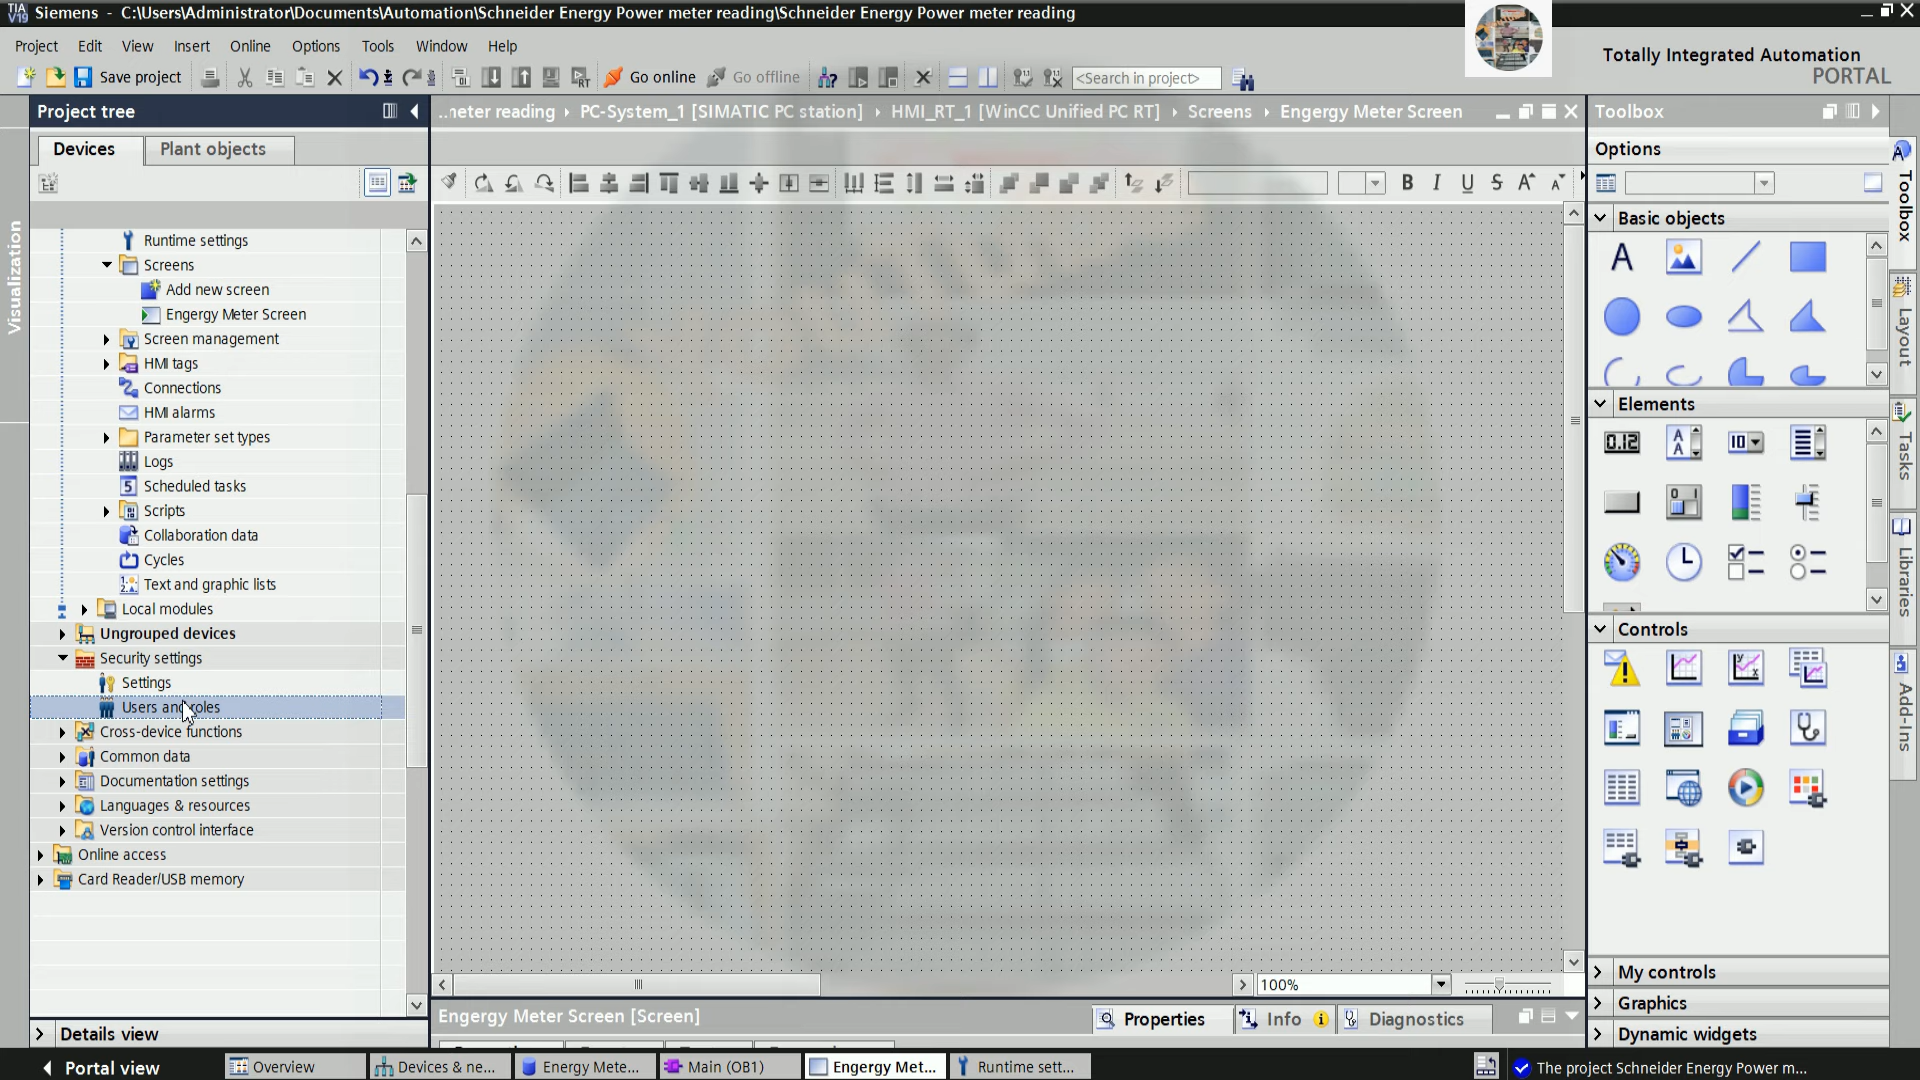 TIA V19 Siemens - C:\Users\Administrator\Documents\Automation\Schneider Energy Power meter reading\Schneider Energy Power meter reading
Project Edit View Insert Online Options Tools Window Help
Totally Integrated Automation
PORTAL
Save project Go online Go offline <Search in project>
Project tree
...neter reading PC-System_1 [SIMATIC PC station] HMI_RT_1 [WinCC Unified PC RT] Screens Engergy Meter Screen
Toolbox
Devices Plant objects
Options
B I U S A A
Visualization
Runtime settings
Screens
Add new screen
Engergy Meter Screen
Screen management
HMI tags
Connections
HMI alarms
Parameter set types
Logs
Scheduled tasks
Scripts
Collaboration data
Cycles
Text and graphic lists
Local modules
Ungrouped devices
Security settings
Settings
Users and roles
Cross-device functions
Common data
Documentation settings
Languages & resources
Version control interface
Online access
Card Reader/USB memory
Details view
100%
Engergy Meter Screen [Screen]
Properties Info Diagnostics
Basic objects
A
Elements
0.12
10
Controls
My controls
Graphics
Dynamic widgets
Toolbox
Layout
Tasks
Libraries
Add-Ins
Portal view Overview Devices & ne... Energy Mete... Main (OB1) Engergy Met... Runtime sett... The project Schneider Energy Power m...